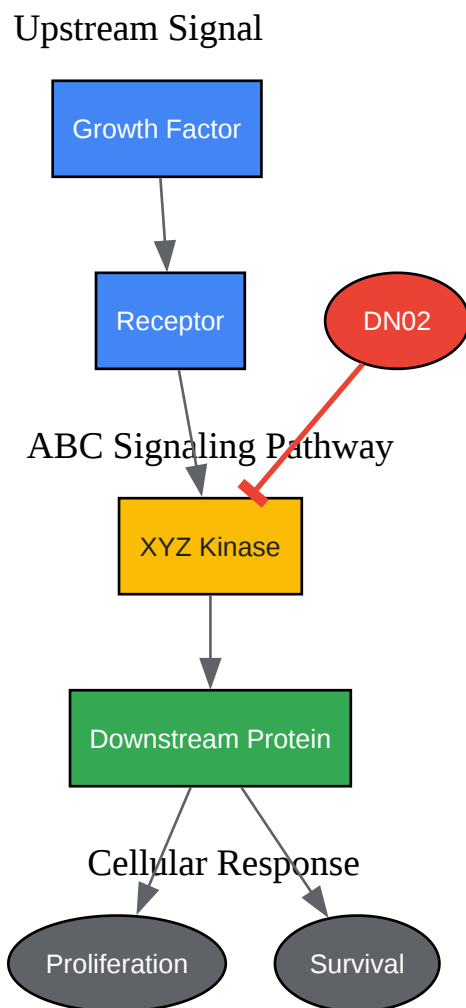 Upstream Signal
Growth Factor
Receptor
DN02
ABC Signaling Pathway
XYZ Kinase
Downstream Protein
Cellular Response
Proliferation
Survival